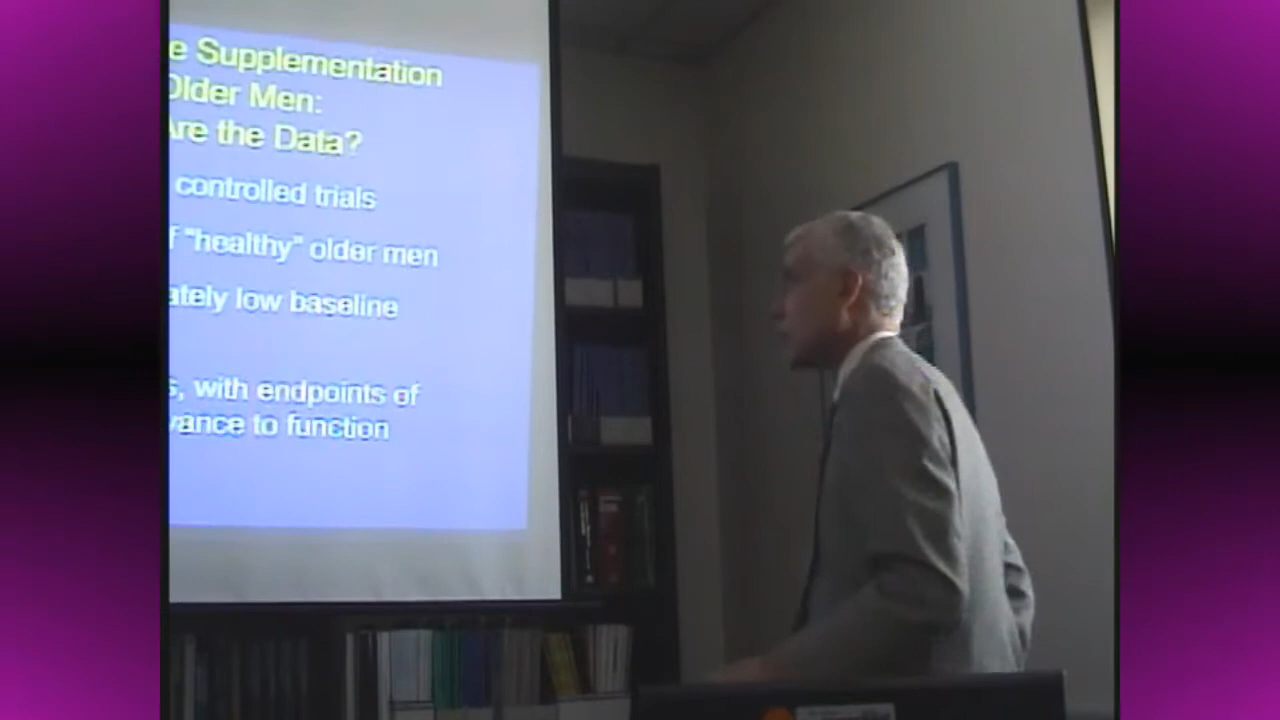 e Supplementation
Older Men:
Are the Data?
controlled trials
f "healthy" older men
ately low baseline
s, with endpoints of
vance to function